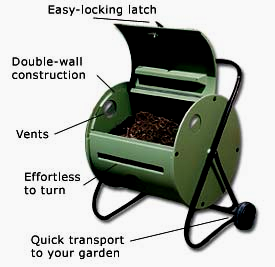 Easy-locking latch
Double-wall
construction
Vents
Effortless
to turn
Quick transport
to your garden